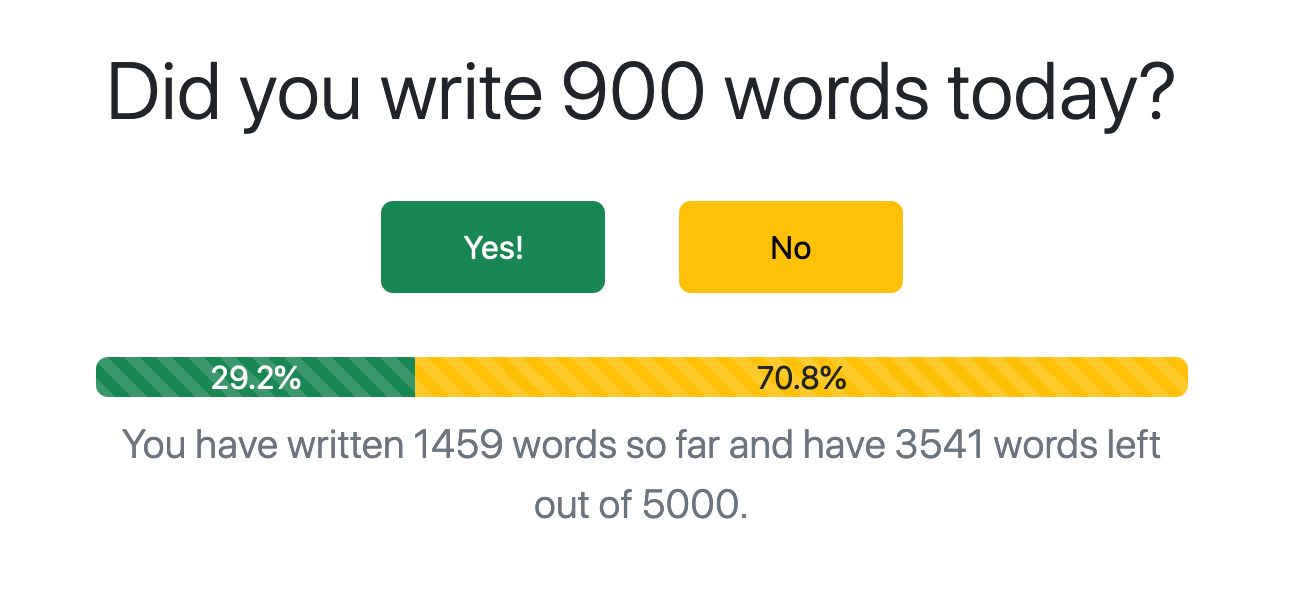 Did you write 900 words today?
Yes! No
29.2% 70.8%
You have written 1459 words so far and have 3541 words left
out of 5000.